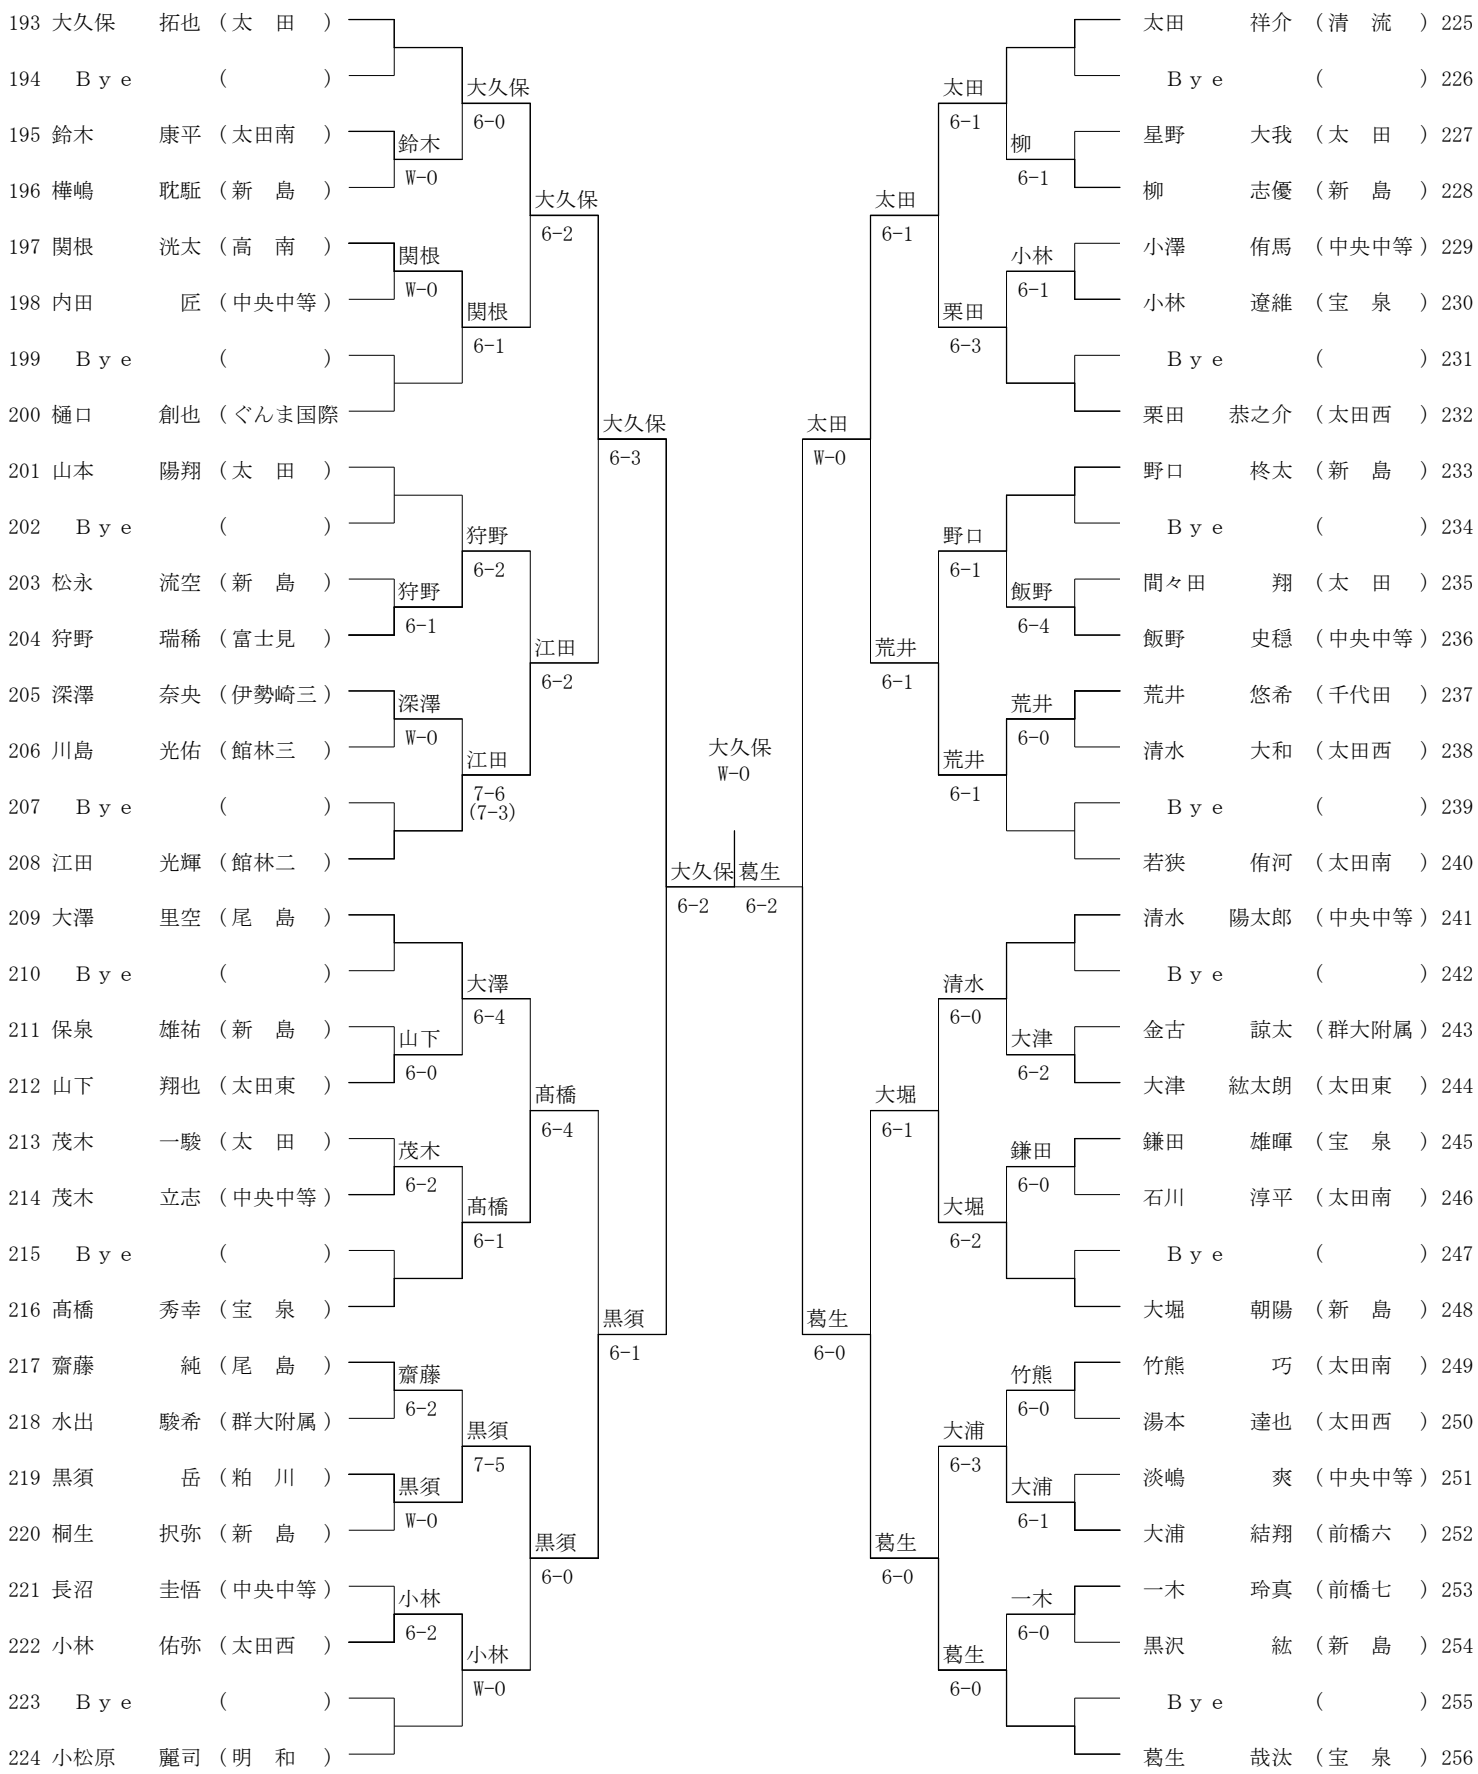 193 大久保 拓也 （太 田 ）
194 Ｂｙｅ （ ）
195 鈴木 康平 （太田南 ）
196 樺嶋 耽駈 （新 島 ）
197 関根 洸太 （高 南 ）
198 内田 匠 （中央中等）
199 Ｂｙｅ （ ）
200 樋口 創也 （ぐんま国際
201 山本 陽翔 （太 田 ）
202 Ｂｙｅ （ ）
203 松永 流空 （新 島 ）
204 狩野 瑞稀 （富士見 ）
205 深澤 奈央 （伊勢崎三）
206 川島 光佑 （館林三 ）
207 Ｂｙｅ （ ）
208 江田 光輝 （館林二 ）
209 大澤 里空 （尾 島 ）
210 Ｂｙｅ （ ）
211 保泉 雄祐 （新 島 ）
212 山下 翔也 （太田東 ）
213 茂木 一駿 （太 田 ）
214 茂木 立志 （中央中等）
215 Ｂｙｅ （ ）
216 髙橋 秀幸 （宝 泉 ）
217 齋藤 純 （尾 島 ）
218 水出 駿希 （群大附属）
219 黒須 岳 （粕 川 ）
220 桐生 択弥 （新 島 ）
221 長沼 圭悟 （中央中等）
222 小林 佑弥 （太田西 ）
223 Ｂｙｅ （ ）
224 小松原 麗司 （明 和 ）
鈴木
W-0
関根
W-0
狩野
6-1
深澤
W-0
山下
6-0
茂木
6-2
齋藤
6-2
黒須
W-0
小林
6-2
大久保
6-0
関根
6-1
狩野
6-2
江田
7-6
(7-3)
大澤
6-4
髙橋
6-1
黒須
7-5
小林
W-0
大久保
6-2
江田
6-2
髙橋
6-4
黒須
6-0
大久保
6-3
黒須
6-1
大久保
6-2
大久保
W-0
葛生
6-2
太田
W-0
葛生
6-0
太田
6-1
荒井
6-1
大堀
6-1
葛生
6-0
太田
6-1
栗田
6-3
野口
6-1
荒井
6-1
清水
6-0
大堀
6-2
大浦
6-3
葛生
6-0
柳
6-1
小林
6-1
飯野
6-4
荒井
6-0
大津
6-2
鎌田
6-0
竹熊
6-0
大浦
6-1
一木
6-0
太田 祥介 （清 流 ） 225
Ｂｙｅ （ ） 226
星野 大我 （太 田 ） 227
柳 志優 （新 島 ） 228
小澤 侑馬 （中央中等） 229
小林 遼維 （宝 泉 ） 230
Ｂｙｅ （ ） 231
栗田 恭之介 （太田西 ） 232
野口 柊太 （新 島 ） 233
Ｂｙｅ （ ） 234
間々田 翔 （太 田 ） 235
飯野 史穏 （中央中等） 236
荒井 悠希 （千代田 ） 237
清水 大和 （太田西 ） 238
Ｂｙｅ （ ） 239
若狭 侑河 （太田南 ） 240
清水 陽太郎 （中央中等） 241
Ｂｙｅ （ ） 242
金古 諒太 （群大附属） 243
大津 紘太朗 （太田東 ） 244
鎌田 雄暉 （宝 泉 ） 245
石川 淳平 （太田南 ） 246
Ｂｙｅ （ ） 247
大堀 朝陽 （新 島 ） 248
竹熊 巧 （太田南 ） 249
湯本 達也 （太田西 ） 250
淡嶋 爽 （中央中等） 251
大浦 結翔 （前橋六 ） 252
一木 玲真 （前橋七 ） 253
黒沢 紘 （新 島 ） 254
Ｂｙｅ （ ） 255
葛生 哉汰 （宝 泉 ） 256